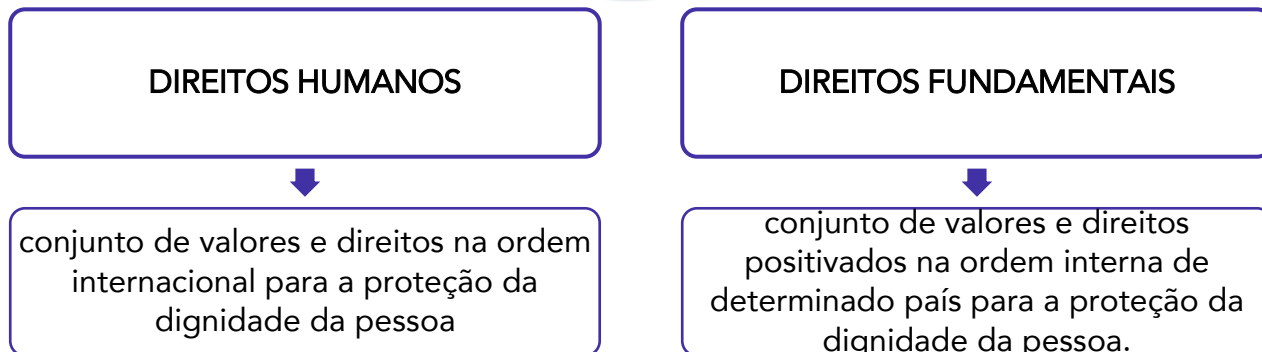 DIREITOS HUMANOS
conjunto de valores e direitos na ordem
internacional para a proteção da
dignidade da pessoa
DIREITOS FUNDAMENTAIS
conjunto de valores e direitos
positivados na ordem interna de
determinado país para a proteção da
dignidade da pessoa.